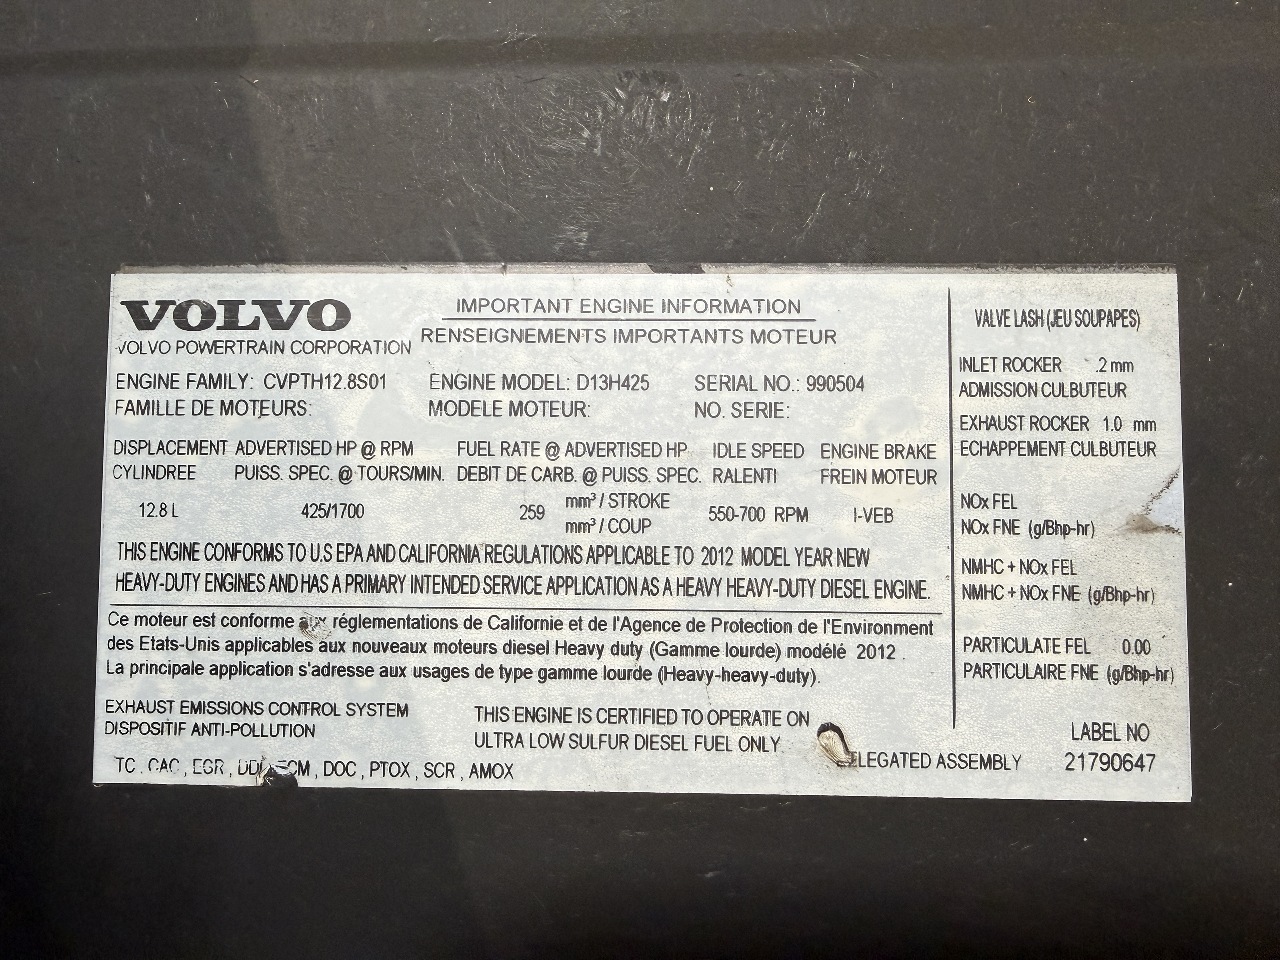 VOLVO
VOLVO POWERTRAIN CORPORATION
IMPORTANT ENGINE INFORMATION
RENSEIGNEMENTS IMPORTANTS MOTEUR
ENGINE FAMILY: CVPTH12.8S01 ENGINE MODEL: D13H425 SERIAL NO.: 990504
FAMILLE DE MOTEURS: MODELE MOTEUR: NO. SERIE:
DISPLACEMENT ADVERTISED HP @ RPM FUEL RATE @ ADVERTISED HP IDLE SPEED ENGINE BRAKE
CYLINDREE PUISS. SPEC. @ TOURS/MIN. DEBIT DE CARB. @ PUISS. SPEC. RALENTI FREIN MOTEUR
12.8 L 425/1700 259 mm³ / STROKE 550-700 RPM I-VEB
mm³ / COUP
THIS ENGINE CONFORMS TO U.S EPA AND CALIFORNIA REGULATIONS APPLICABLE TO 2012 MODEL YEAR NEW
HEAVY-DUTY ENGINES AND HAS A PRIMARY INTENDED SERVICE APPLICATION AS A HEAVY HEAVY-DUTY DIESEL ENGINE.
Ce moteur est conforme aux réglementations de Californie et de l'Agence de Protection de l'Environment
des Etats-Unis applicables aux nouveaux moteurs diesel Heavy duty (Gamme lourde) modélé 2012 .
La principale application s'adresse aux usages de type gamme lourde (Heavy-heavy-duty).
EXHAUST EMISSIONS CONTROL SYSTEM
DISPOSITIF ANTI-POLLUTION
TC , CAC , EGR , , DOC , PTOX , SCR , AMOX
THIS ENGINE IS CERTIFIED TO OPERATE ON
ULTRA LOW SULFUR DIESEL FUEL ONLY
ELEGATED ASSEMBLY
VALVE LASH (JEU SOUPAPES)
INLET ROCKER .2 mm
ADMISSION CULBUTEUR
EXHAUST ROCKER 1.0 mm
ECHAPPEMENT CULBUTEUR
NOx FEL
NOx FNE (g/Bhp-hr)
NMHC + NOx FEL
NMHC + NOx FNE (g/Bhp-hr)
PARTICULATE FEL 0.00
PARTICULAIRE FNE (g/Bhp-hr)
LABEL NO
21790647